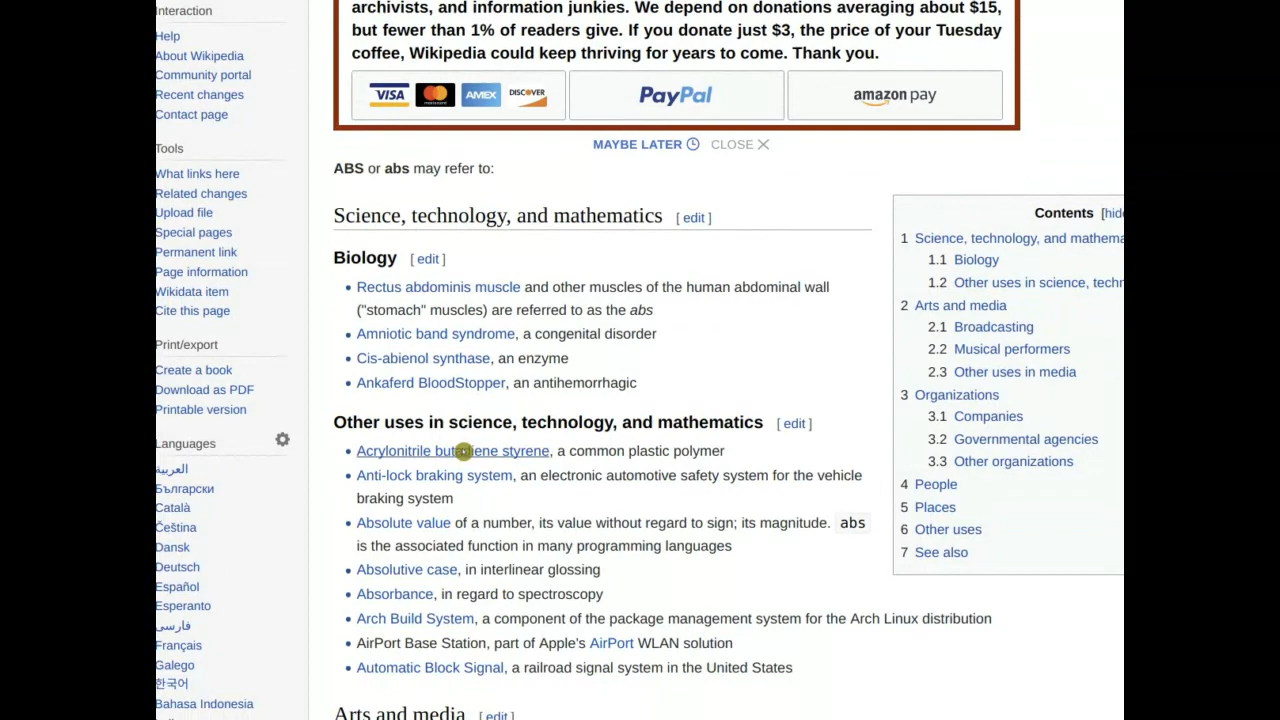 Interaction
Help
About Wikipedia
Community portal
Recent changes
Contact page
Tools
What links here
Related changes
Upload file
Special pages
Permanent link
Page information
Wikidata item
Cite this page
Print/export
Create a book
Download as PDF
Printable version
Languages
العربية
Български
Català
Čeština
Dansk
Deutsch
Español
Esperanto
فارسی
Français
Galego
한국어
Bahasa Indonesia
archivists, and information junkies. We depend on donations averaging about $15,
but fewer than 1% of readers give. If you donate just $3, the price of your Tuesday
coffee, Wikipedia could keep thriving for years to come. Thank you.
VISA mastercard AMEX DISCOVER PayPal amazon pay
MAYBE LATER CLOSE
ABS or abs may refer to:
Science, technology, and mathematics [ edit ]
Biology [ edit ]
• Rectus abdominis muscle and other muscles of the human abdominal wall
("stomach" muscles) are referred to as the abs
• Amniotic band syndrome, a congenital disorder
• Cis-abienol synthase, an enzyme
• Ankaferd BloodStopper, an antihemorrhagic
Other uses in science, technology, and mathematics [ edit ]
• Acrylonitrile butadiene styrene, a common plastic polymer
• Anti-lock braking system, an electronic automotive safety system for the vehicle
braking system
• Absolute value of a number, its value without regard to sign; its magnitude. abs
is the associated function in many programming languages
• Absolutive case, in interlinear glossing
• Absorbance, in regard to spectroscopy
• Arch Build System, a component of the package management system for the Arch Linux distribution
• AirPort Base Station, part of Apple's AirPort WLAN solution
• Automatic Block Signal, a railroad signal system in the United States
Arts and media [ edit ]
Contents [hide
1 Science, technology, and mathema
1.1 Biology
1.2 Other uses in science, techn
2 Arts and media
2.1 Broadcasting
2.2 Musical performers
2.3 Other uses in media
3 Organizations
3.1 Companies
3.2 Governmental agencies
3.3 Other organizations
4 People
5 Places
6 Other uses
7 See also